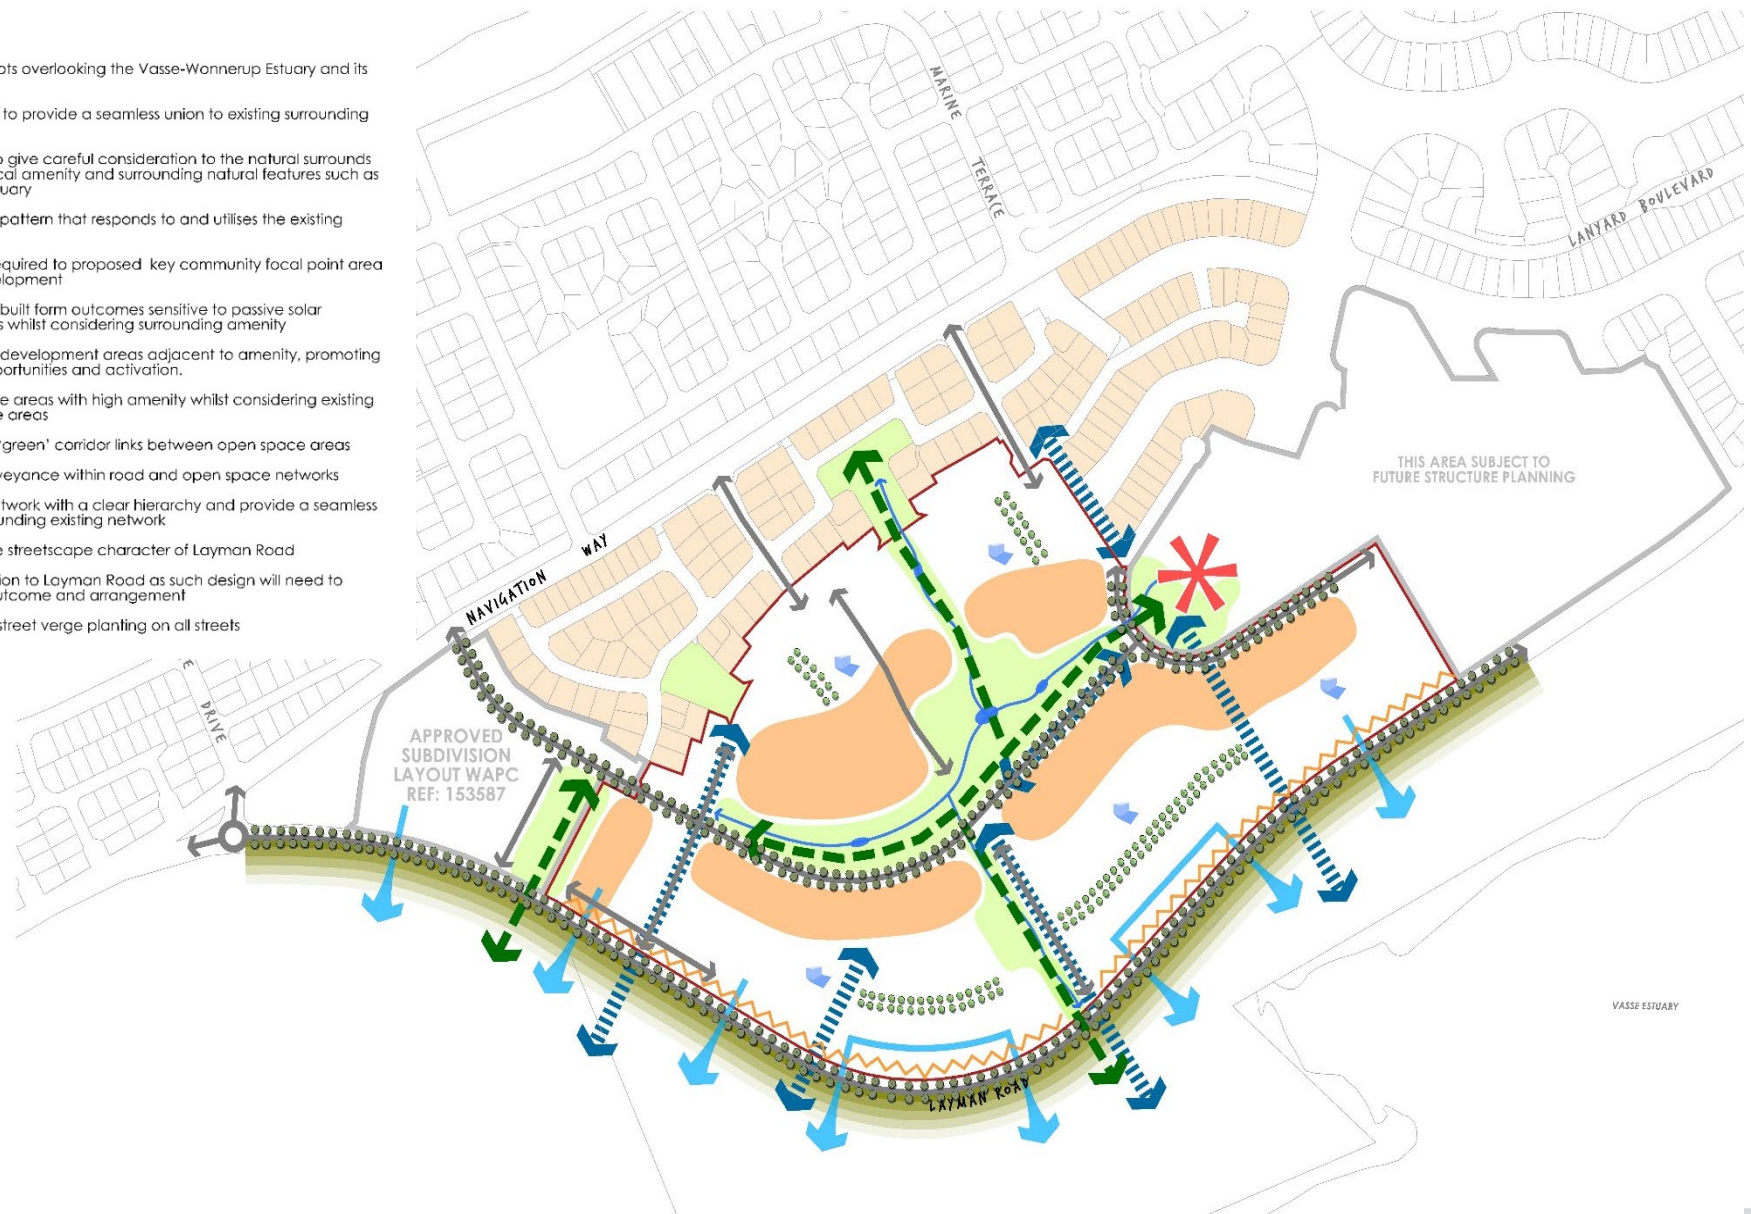 ots overlooking the Vasse-Wonnerup Estuary and its
to provide a seamless union to existing surrounding
o give careful consideration to the natural surrounds
cal amenity and surrounding natural features such as
uary
pattern that responds to and utilises the existing
equired to proposed key community focal point area
elopment
built form outcomes sensitive to passive solar
s whilst considering surrounding amenity
development areas adjacent to amenity, promoting
portunities and activation.
e areas with high amenity whilst considering existing
e areas
'green' corridor links between open space areas
veyance within road and open space networks
twork with a clear hierarchy and provide a seamless
unding existing network
e streetscape character of Layman Road
ion to Layman Road as such design will need to
utcome and arrangement
street verge planting on all streets
MARINE
TERRACE
LANYARD BOULEVARD
THIS AREA SUBJECT TO
FUTURE STRUCTURE PLANNING
NAVIGATION WAY
E
DRIVE
APPROVED
SUBDIVISION
LAYOUT WAPC
REF: 153587
VASSE ESTUARY
LAYMAN ROAD